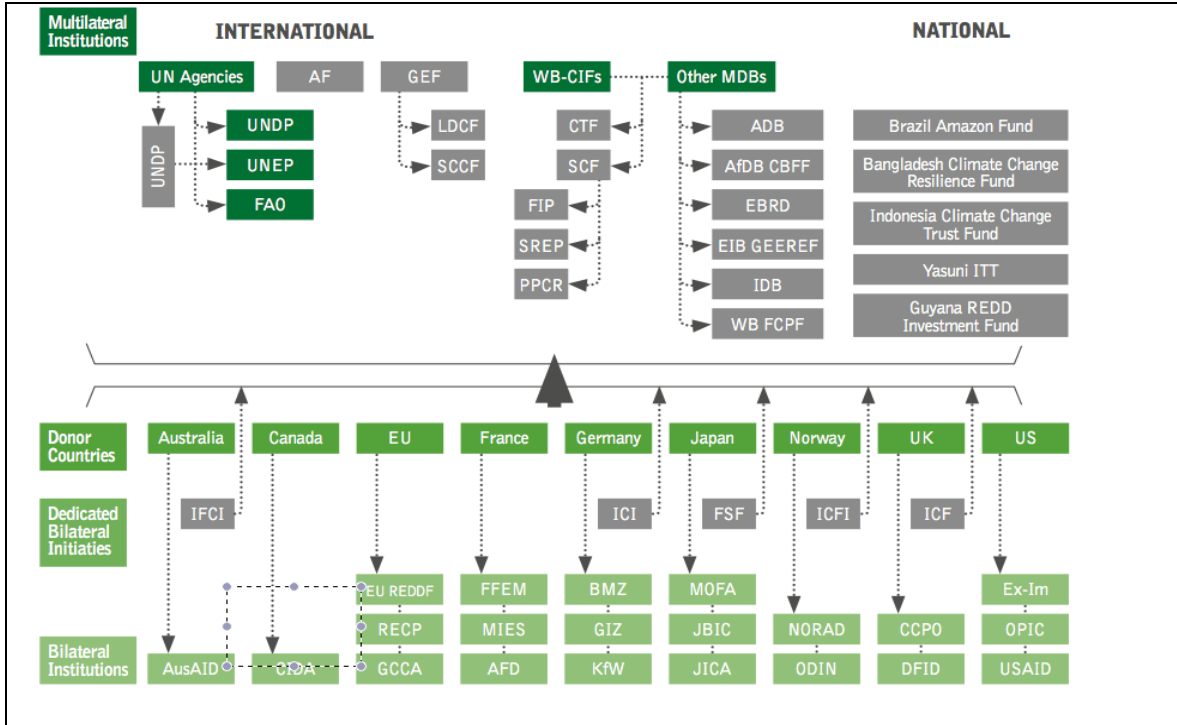 Multilateral
Institutions
INTERNATIONAL
NATIONAL
UN Agencies
AF
GEF
WB-CIFs
Other MDBs
UNDP
UNDP
UNEP
FAO
LDCF
SCCF
CTF
SCF
FIP
SREP
PPCR
ADB
AfDB CBFF
EBRD
EIB GEEREF
IDB
WB FCPF
Brazil Amazon Fund
Bangladesh Climate Change
Resilience Fund
Indonesia Climate Change
Trust Fund
Yasuni ITT
Guyana REDD
Investment Fund
Donor
Countries
Australia
Canada
EU
France
Germany
Japan
Norway
UK
US
Dedicated
Bilateral
Initiaties
IFCI
ICI
FSF
ICFI
ICF
Bilateral
Institutions
AusAID
CIDA
EU REDDF
RECP
GCCA
FFEM
MIES
AFD
BMZ
GIZ
KfW
MOFA
JBIC
JICA
NORAD
ODIN
CCPO
DFID
Ex-Im
OPIC
USAID